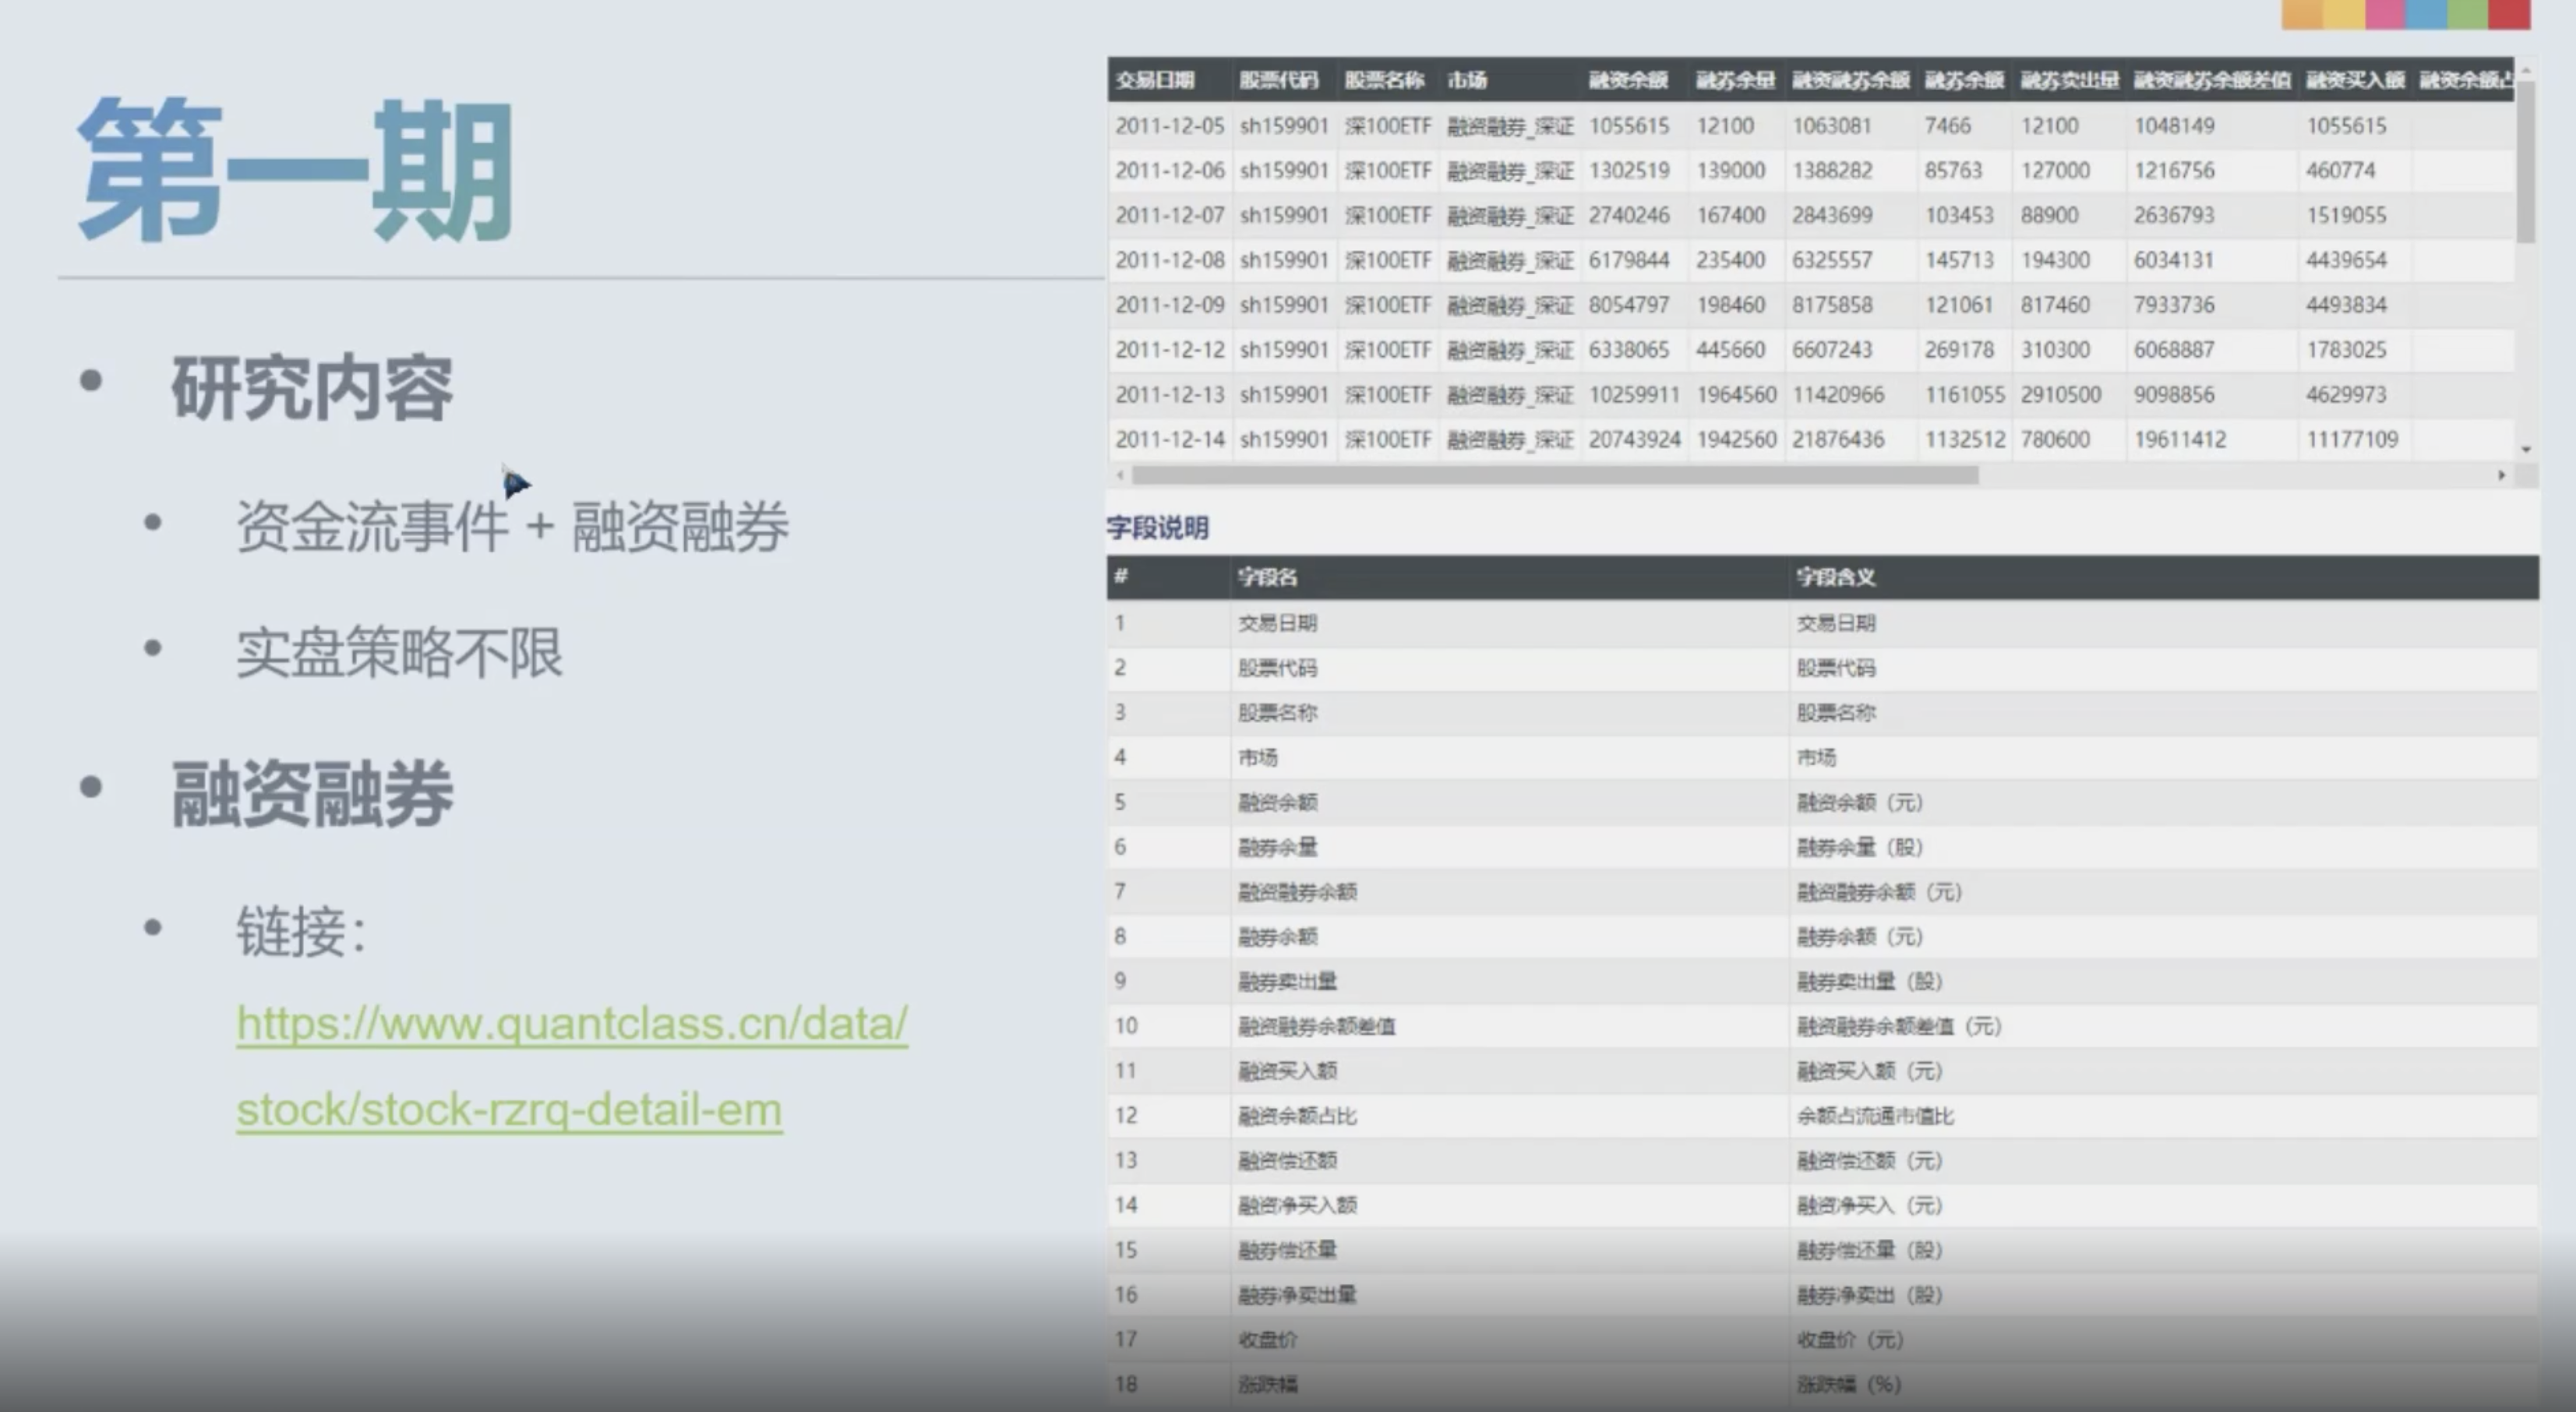 第一期
研究内容
资金流事件 + 融资融券
实盘策略不限
融资融券
链接：
https://www.quantclass.cn/data/
stock/stock-rzrq-detail-em
交易日期 股票代码 股票名称 市场 融资余额 融券余量 融资融券余额 融券余额 融券卖出量 融资融券余额差值 融资买入额 融资余额占
2011-12-05 sh159901 深100ETF 融资融券_深证 1055615 12100 1063081 7466 12100 1048149 1055615
2011-12-06 sh159901 深100ETF 融资融券_深证 1302519 139000 1388282 85763 127000 1216756 460774
2011-12-07 sh159901 深100ETF 融资融券_深证 2740246 167400 2843699 103453 88900 2636793 1519055
2011-12-08 sh159901 深100ETF 融资融券_深证 6179844 235400 6325557 145713 194300 6034131 4439654
2011-12-09 sh159901 深100ETF 融资融券_深证 8054797 198460 8175858 121061 817460 7933736 4493834
2011-12-12 sh159901 深100ETF 融资融券_深证 6338065 445660 6607243 269178 310300 6068887 1783025
2011-12-13 sh159901 深100ETF 融资融券_深证 10259911 1964560 11420966 1161055 2910500 9098856 4629973
2011-12-14 sh159901 深100ETF 融资融券_深证 20743924 1942560 21876436 1132512 780600 19611412 11177109
字段说明
# 字段名 字段含义
1 交易日期 交易日期
2 股票代码 股票代码
3 股票名称 股票名称
4 市场 市场
5 融资余额 融资余额（元）
6 融券余量 融券余量（股）
7 融资融券余额 融资融券余额（元）
8 融券余额 融券余额（元）
9 融券卖出量 融券卖出量（股）
10 融资融券余额差值 融资融券余额差值（元）
11 融资买入额 融资买入额（元）
12 融资余额占比 余额占流通市值比
13 融资偿还额 融资偿还额（元）
14 融资净买入额 融资净买入（元）
15 融券偿还量 融券偿还量（股）
16 融券净卖出量 融券净卖出（股）
17 收盘价 收盘价（元）
18 涨跌幅 涨跌幅（%）